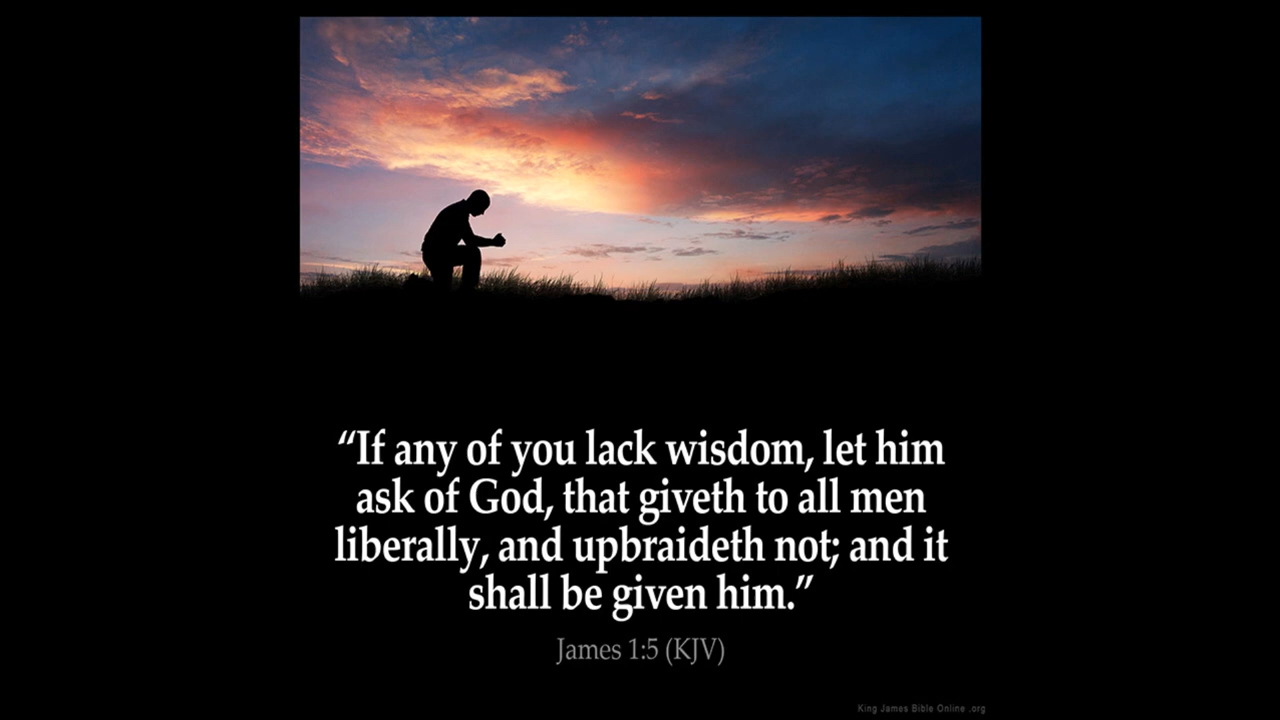 “If any of you lack wisdom, let him
ask of God, that giveth to all men
liberally, and upbraideth not; and it
shall be given him.”
James 1:5 (KJV)
King James Bible Online .org